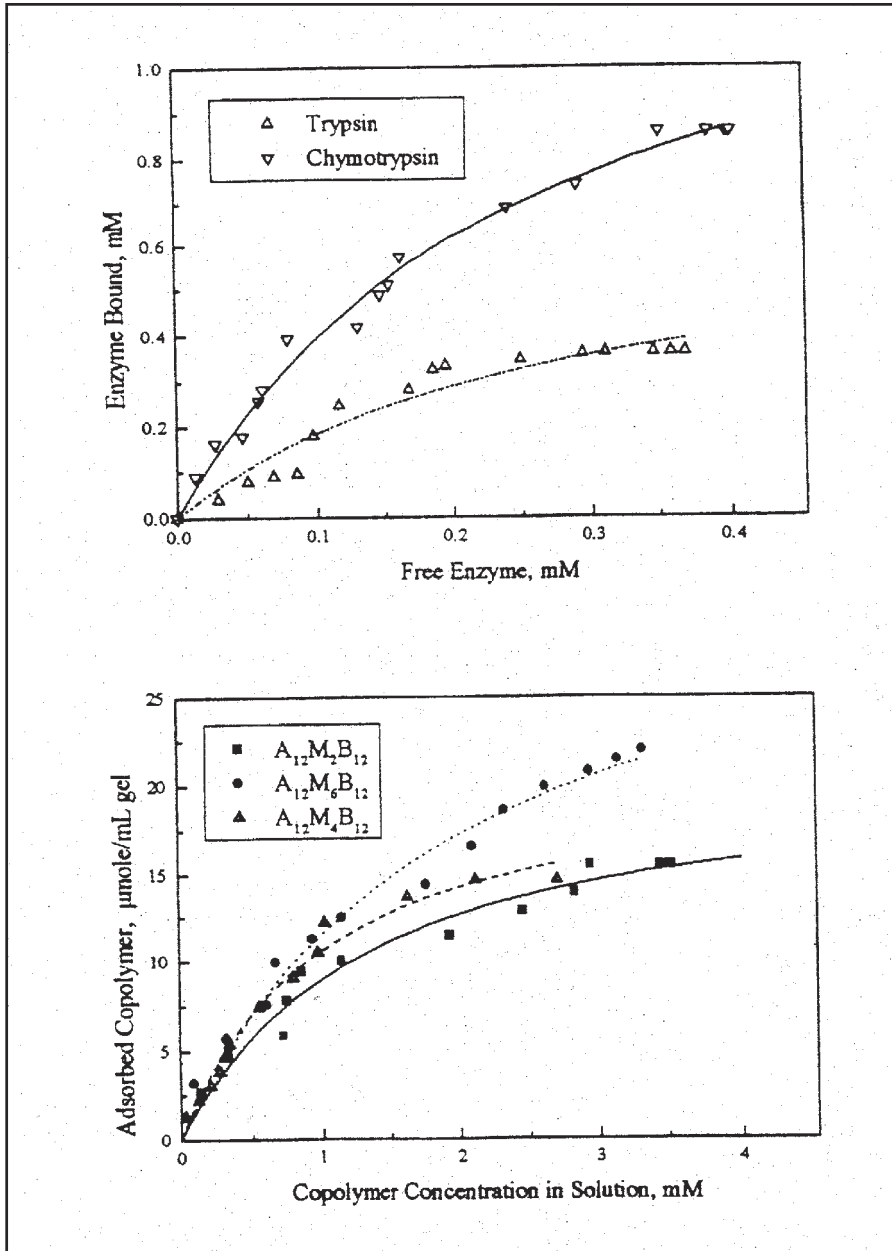 1.0
0.8
0.6
0.4
0.2
0.0
Enzyme Bound, mM
△ Trypsin
▽ Chymotrypsin
0.0 0.1 0.2 0.3 0.4
Free Enzyme, mM
25
20
15
10
5
0
Adsorbed Copolymer, μmole/mL gel
■ A₁₂M₂B₁₂
● A₁₂M₆B₁₂
▲ A₁₂M₄B₁₂
0 1 2 3 4
Copolymer Concentration in Solution, mM